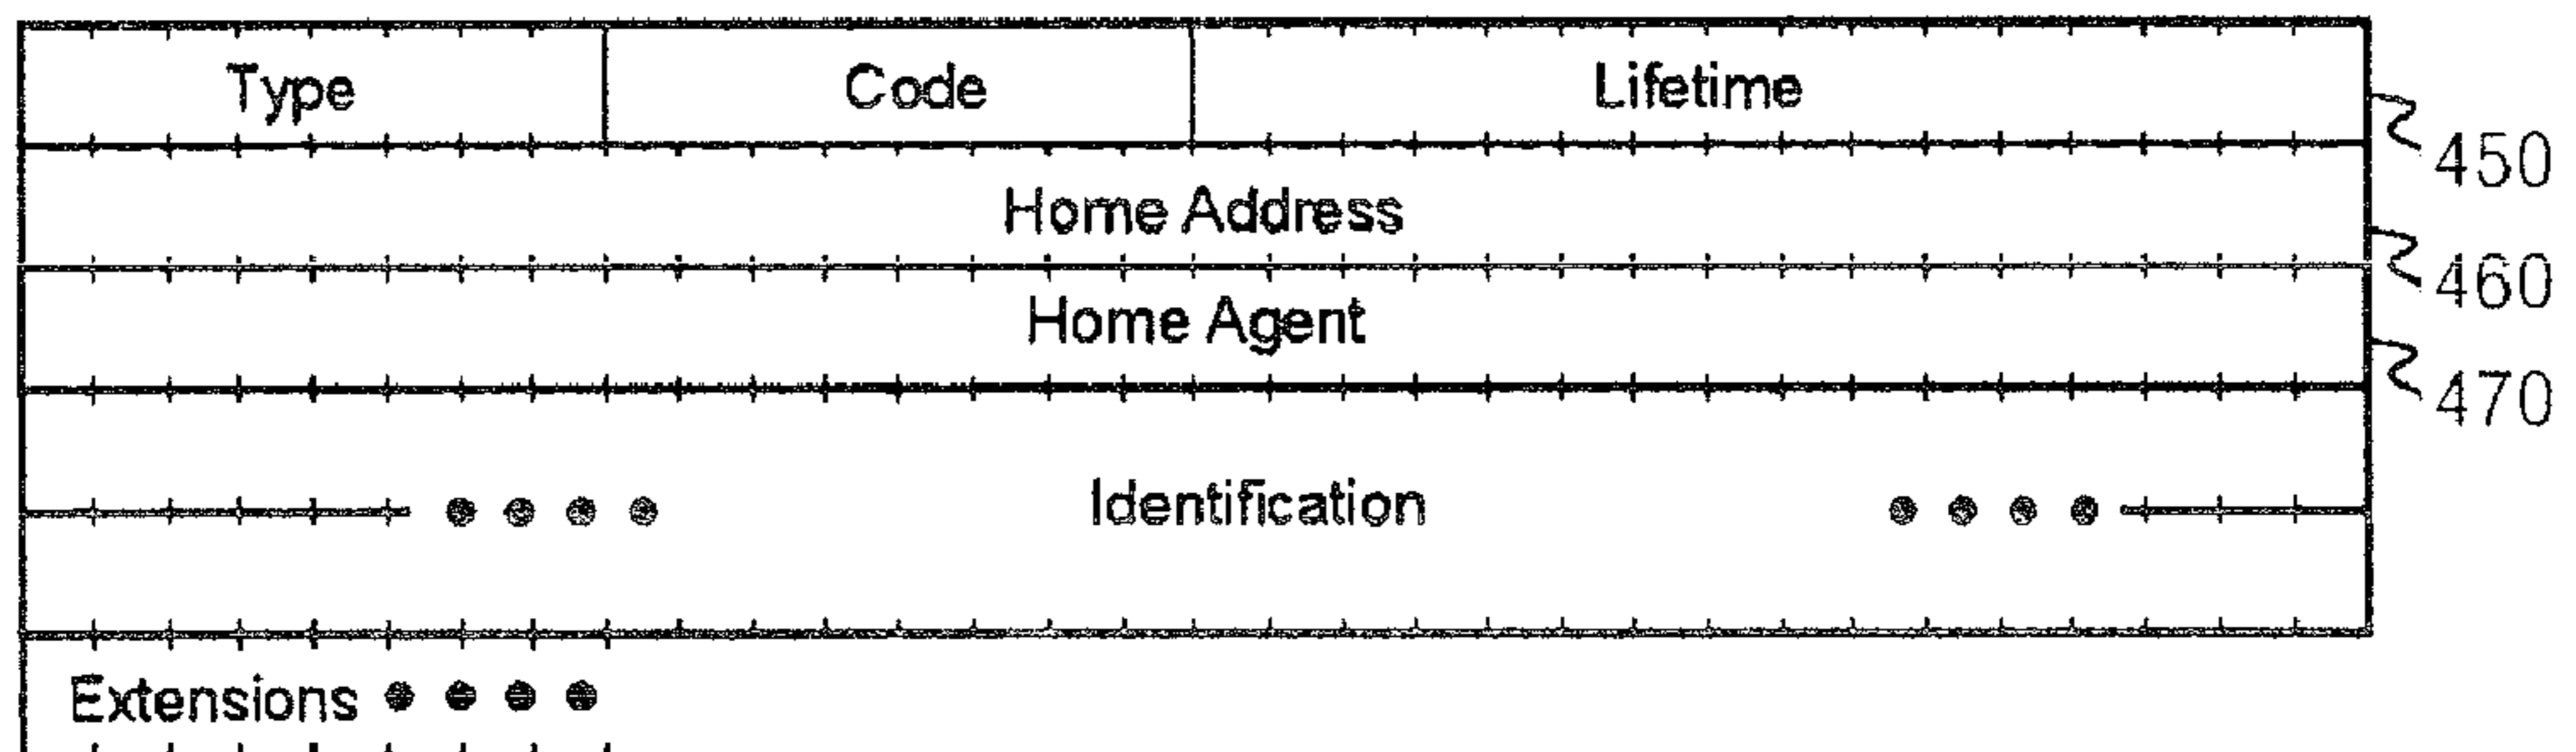 Type Code Lifetime
450
Home Address
460
Home Agent
470
Identification
Extensions